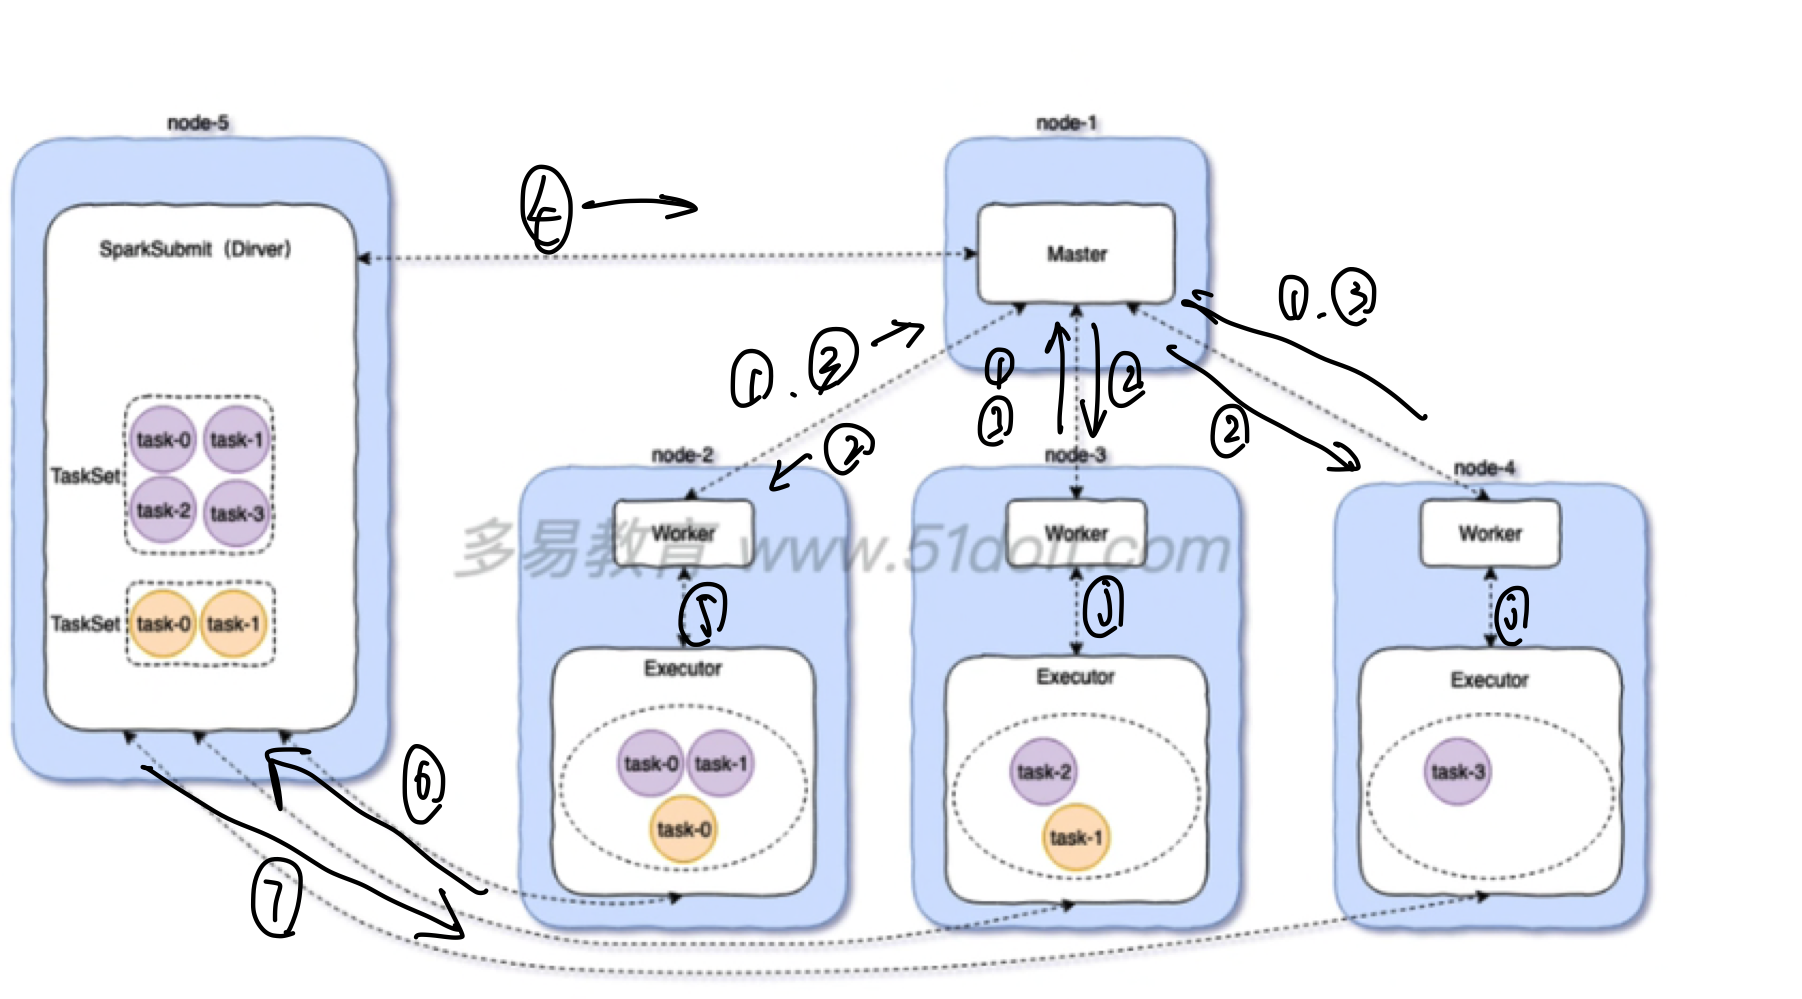 node-5
node-1
④
SparkSubmit（Dirver）
Master
①.③
①.③
①
③
②
②
②
node-2
node-3
node-4
task-0 task-1
TaskSet
task-2 task-3
Worker
Worker
Worker
多易教育 www.51doit.com
TaskSet task-0 task-1
⑤
⑤
⑤
Executor
Executor
Executor
task-0 task-1
task-0
task-2
task-1
task-3
⑥
⑦